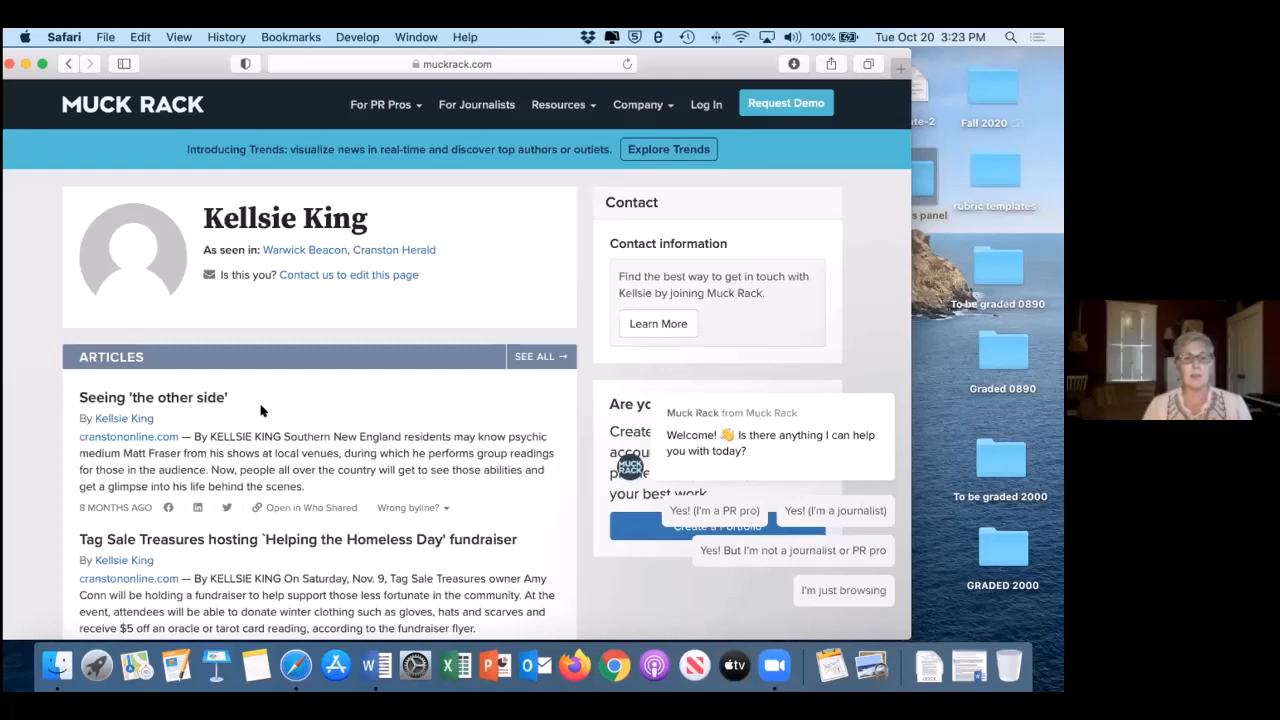 Safari File Edit View History Bookmarks Develop Window Help 100% Tue Oct 20 3:23 PM
muckrack.com
MUCK RACK For PR Pros For Journalists Resources Company Log In Request Demo
Introducing Trends: visualize news in real-time and discover top authors or outlets. Explore Trends
Kellsie King
As seen in: Warwick Beacon, Cranston Herald
Is this you? Contact us to edit this page
Contact
Contact information
Find the best way to get in touch with
Kellsie by joining Muck Rack.
Learn More
ARTICLES SEE ALL →
Seeing 'the other side'
By Kellsie King
cranstononline.com — By KELLSIE KING Southern New England residents may know psychic
medium Matt Fraser from his shows at local venues, during which he performs group readings
for those in the audience. Now, people all over the country will get to see those abilities and
get a glimpse into his life behind the scenes.
8 MONTHS AGO Open in Who Shared Wrong byline?
Tag Sale Treasures hosting `Helping the Homeless Day' fundraiser
By Kellsie King
cranstononline.com — By KELLSIE KING On Saturday, Nov. 9, Tag Sale Treasures owner Amy
Conn will be holding a fundraiser to help support those less fortunate in the community. At the
event, attendees will be able to donate winter clothing such as gloves, hats and scarves and
receive $5 off an oracle or tarot card reading, according to the fundraiser flyer.
Are
Create
your best work
Create a Portfolio
Muck Rack from Muck Rack
Welcome! 👋 Is there anything I can help
you with today?
MUCK
RACK
Yes! (I'm a PR pro) Yes! (I'm a journalist)
Yes! But I'm not a journalist or PR pro
I'm just browsing
te-2
Fall 2020
s panel
rubric templates
To be graded 0890
Graded 0890
To be graded 2000
GRADED 2000
tv